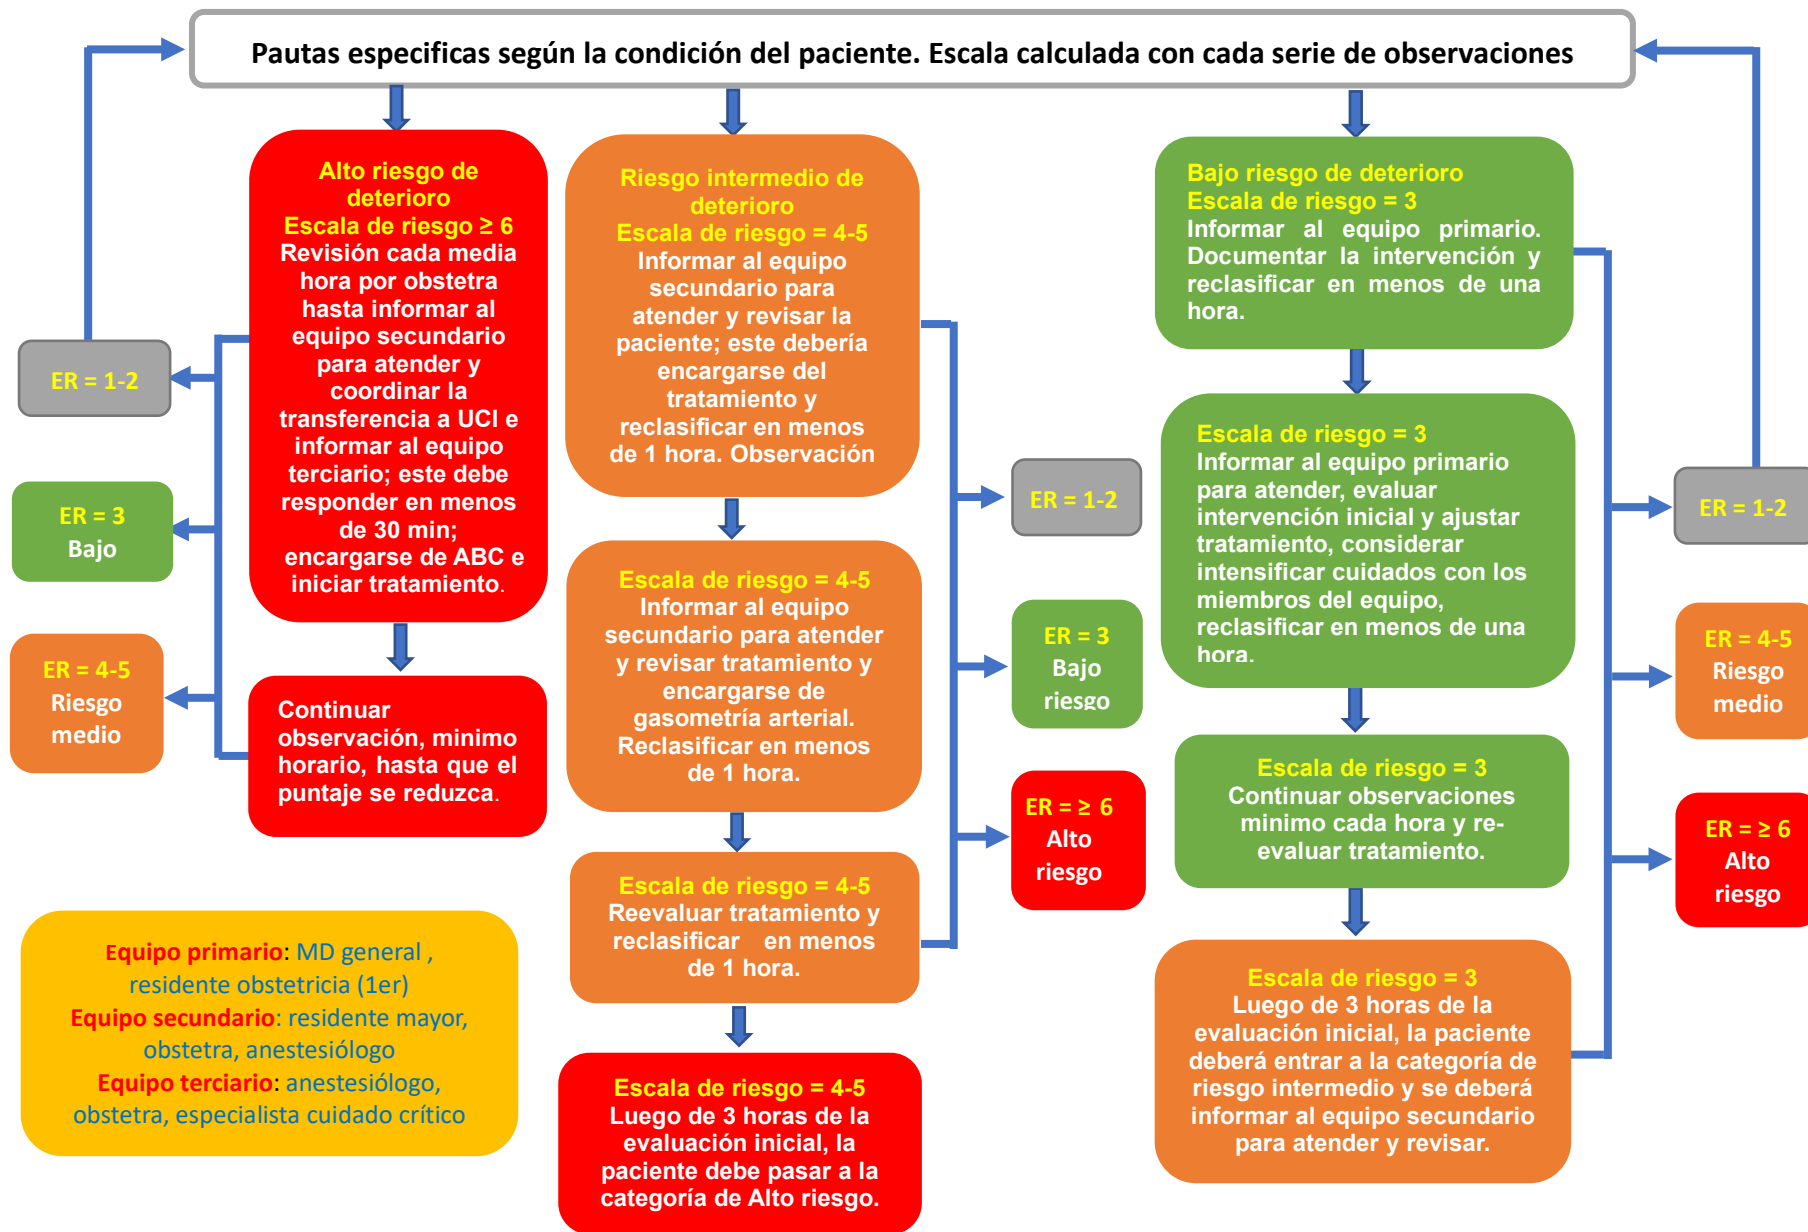 Pautas especificas según la condición del paciente. Escala calculada con cada serie de observaciones
Alto riesgo de
deterioro
Escala de riesgo ≥ 6
Revisión cada media
hora por obstetra
hasta informar al
equipo secundario
para atender y
coordinar la
transferencia a UCI e
informar al equipo
terciario; este debe
responder en menos
de 30 min;
encargarse de ABC e
iniciar tratamiento.
Continuar
observación, minimo
horario, hasta que el
puntaje se reduzca.
ER = 1-2
ER = 3
Bajo
ER = 4-5
Riesgo
medio
Riesgo intermedio de
deterioro
Escala de riesgo = 4-5
Informar al equipo
secundario para
atender y revisar la
paciente; este debería
encargarse del
tratamiento y
reclasificar en menos
de 1 hora. Observación
Escala de riesgo = 4-5
Informar al equipo
secundario para atender
y revisar tratamiento y
encargarse de
gasometría arterial.
Reclasificar en menos
de 1 hora.
Escala de riesgo = 4-5
Reevaluar tratamiento y
reclasificar en menos
de 1 hora.
Escala de riesgo = 4-5
Luego de 3 horas de la
evaluación inicial, la
paciente debe pasar a la
categoría de Alto riesgo.
ER = 1-2
ER = 3
Bajo
riesgo
ER = ≥ 6
Alto
riesgo
Bajo riesgo de deterioro
Escala de riesgo = 3
Informar al equipo primario.
Documentar la intervención y
reclasificar en menos de una
hora.
Escala de riesgo = 3
Informar al equipo primario
para atender, evaluar
intervención inicial y ajustar
tratamiento, considerar
intensificar cuidados con los
miembros del equipo,
reclasificar en menos de una
hora.
Escala de riesgo = 3
Continuar observaciones
minimo cada hora y re-
evaluar tratamiento.
Escala de riesgo = 3
Luego de 3 horas de la
evaluación inicial, la paciente
deberá entrar a la categoría de
riesgo intermedio y se deberá
informar al equipo secundario
para atender y revisar.
ER = 1-2
ER = 4-5
Riesgo
medio
ER = ≥ 6
Alto
riesgo
Equipo primario: MD general ,
residente obstetricia (1er)
Equipo secundario: residente mayor,
obstetra, anestesiólogo
Equipo terciario: anestesiólogo,
obstetra, especialista cuidado crítico